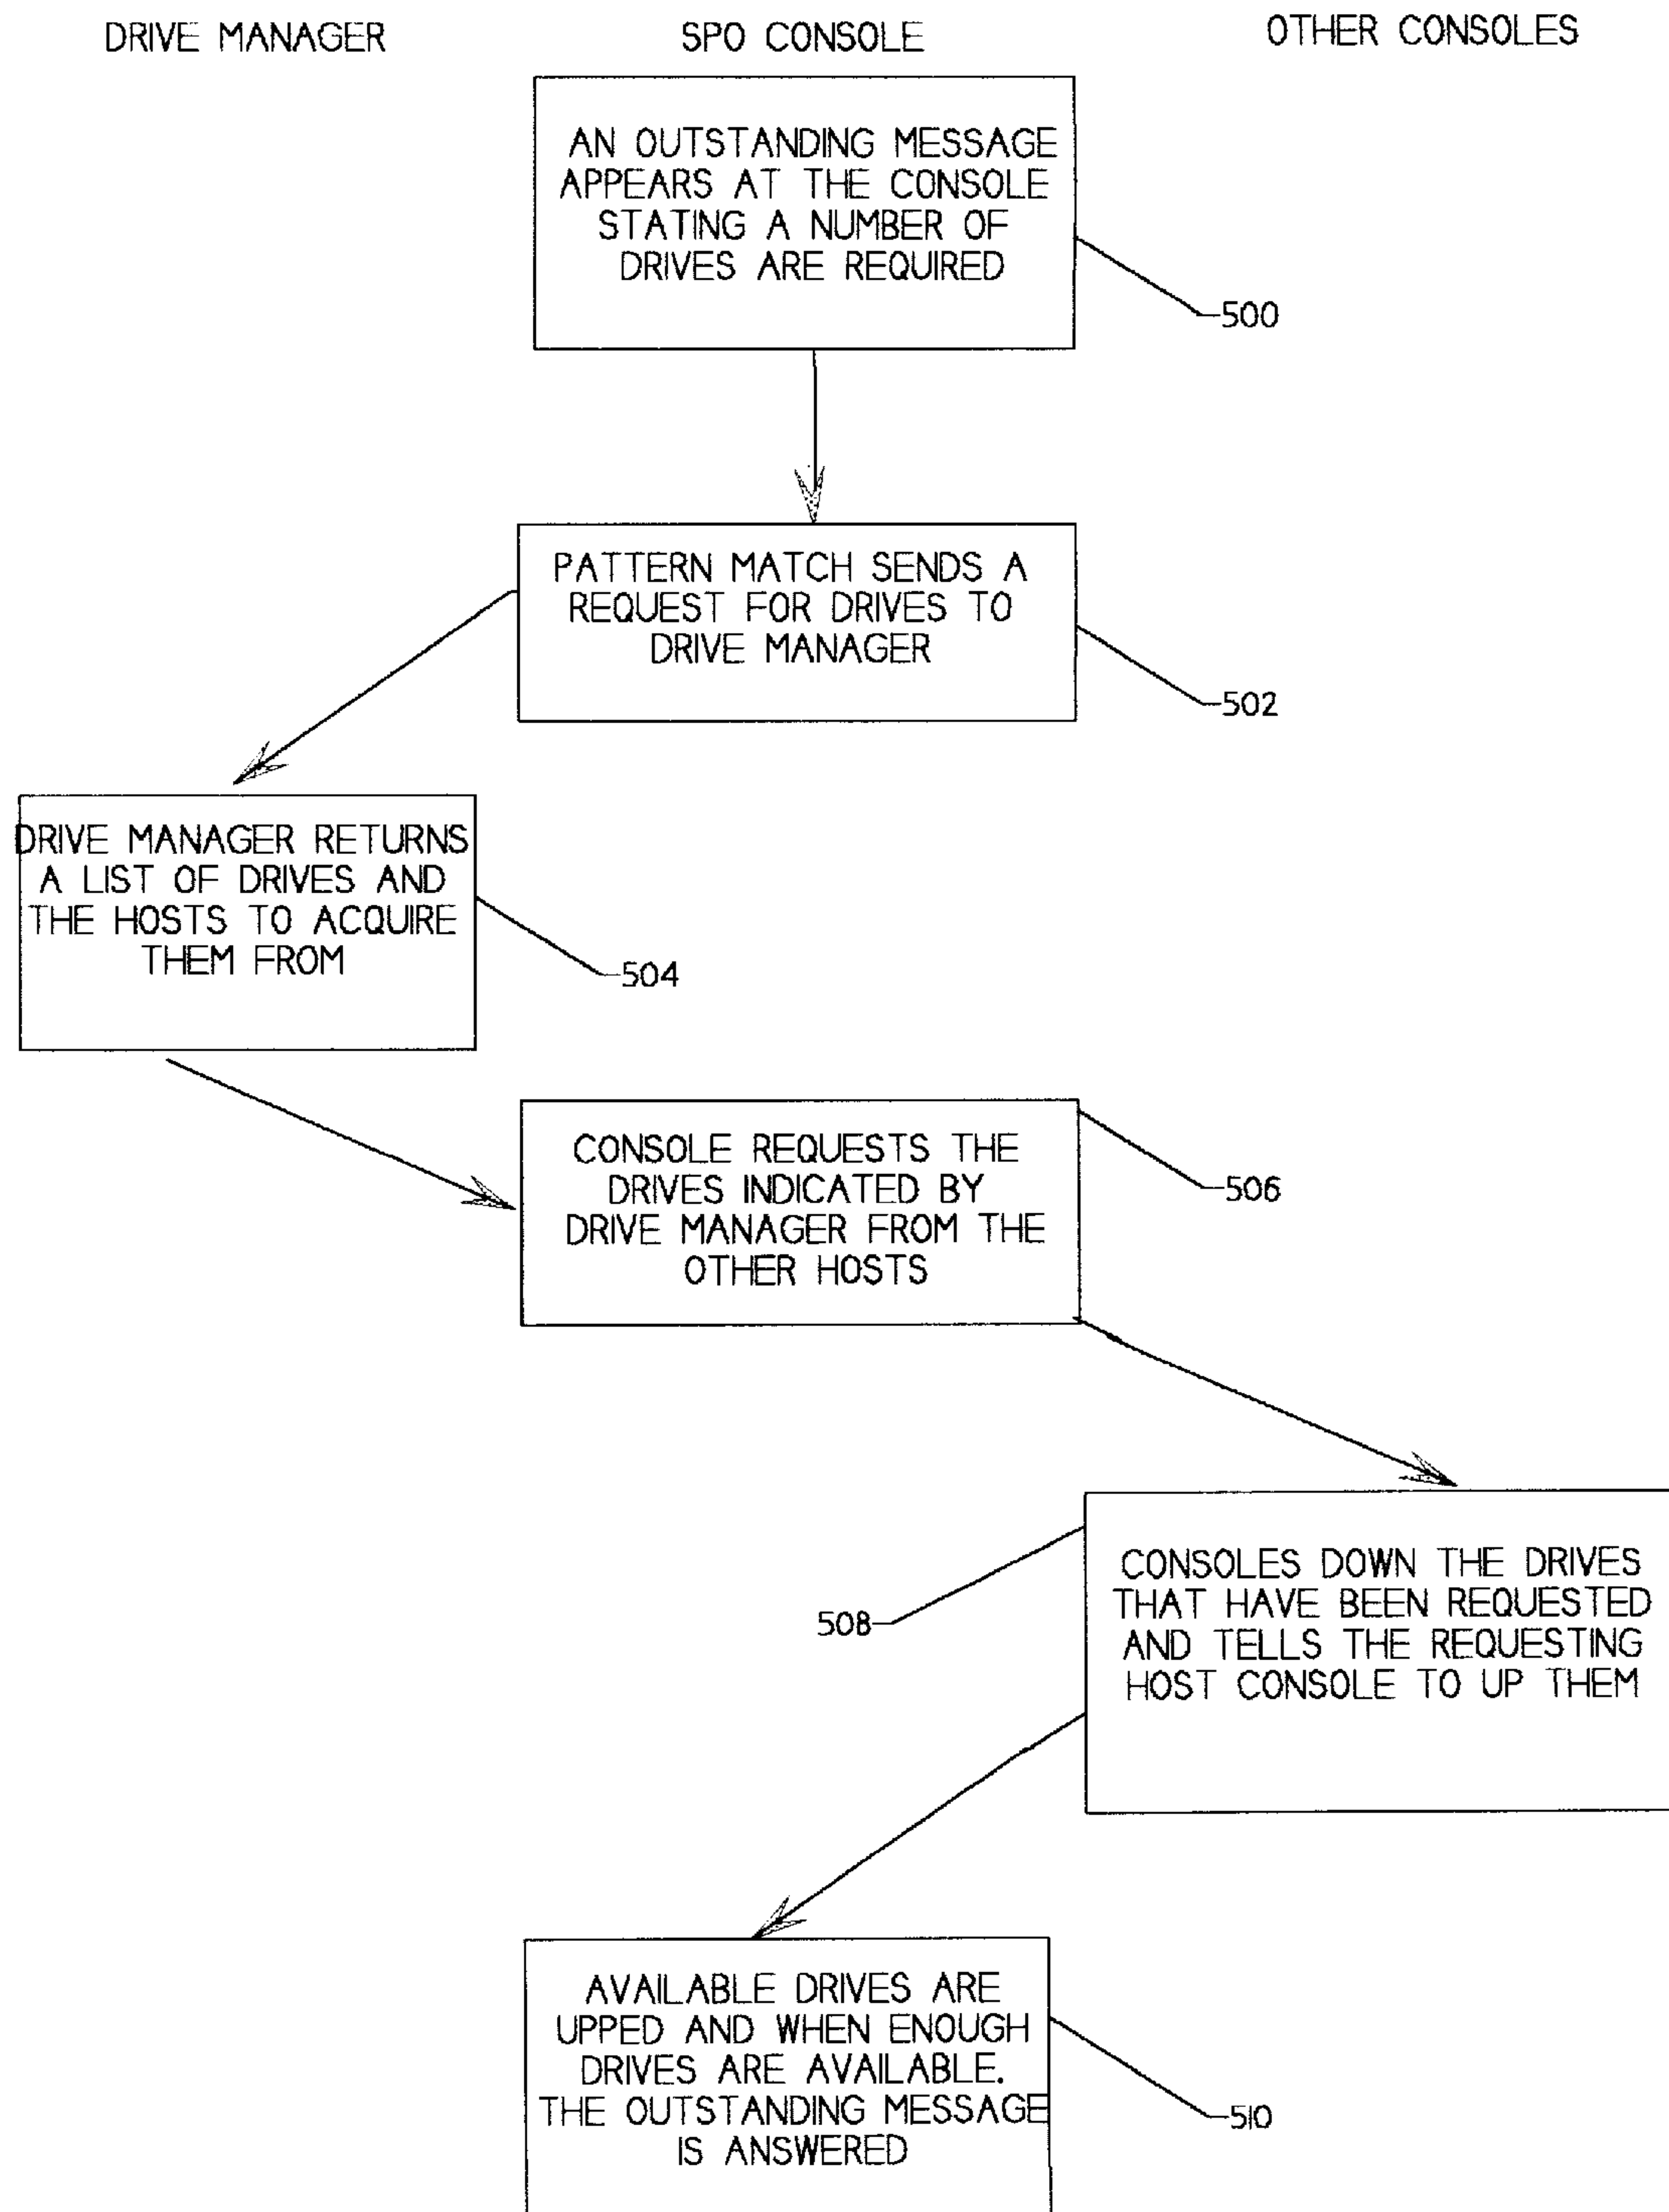 DRIVE MANAGER
SPO CONSOLE
OTHER CONSOLES
AN OUTSTANDING MESSAGE
APPEARS AT THE CONSOLE
STATING A NUMBER OF
DRIVES ARE REQUIRED
500
PATTERN MATCH SENDS A
REQUEST FOR DRIVES TO
DRIVE MANAGER
502
DRIVE MANAGER RETURNS
A LIST OF DRIVES AND
THE HOSTS TO ACQUIRE
THEM FROM
504
CONSOLE REQUESTS THE
DRIVES INDICATED BY
DRIVE MANAGER FROM THE
OTHER HOSTS
506
CONSOLES DOWN THE DRIVES
THAT HAVE BEEN REQUESTED
AND TELLS THE REQUESTING
HOST CONSOLE TO UP THEM
508
AVAILABLE DRIVES ARE
UPPED AND WHEN ENOUGH
DRIVES ARE AVAILABLE.
THE OUTSTANDING MESSAGE
IS ANSWERED
510